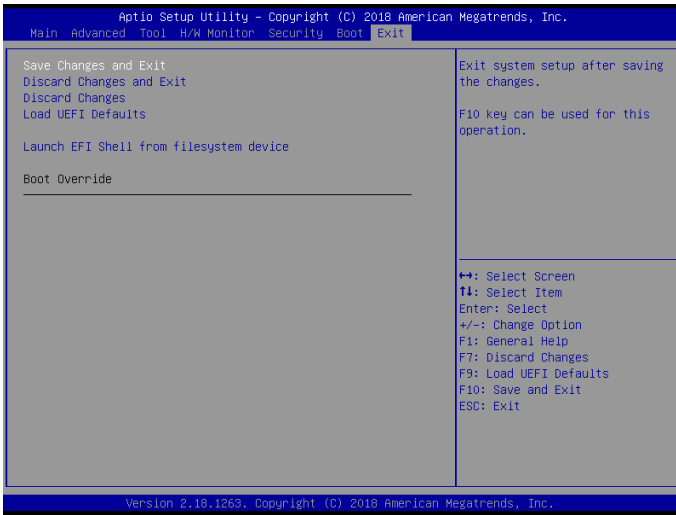 Aptio Setup Utility – Copyright (C) 2018 American Megatrends, Inc.
Main Advanced Tool H/W Monitor Security Boot Exit
Save Changes and Exit
Discard Changes and Exit
Discard Changes
Load UEFI Defaults
Launch EFI Shell from filesystem device
Boot Override
Exit system setup after saving
the changes.
F10 key can be used for this
operation.
↔: Select Screen
↑↓: Select Item
Enter: Select
+/-: Change Option
F1: General Help
F7: Discard Changes
F9: Load UEFI Defaults
F10: Save and Exit
ESC: Exit
Version 2.18.1263. Copyright (C) 2018 American Megatrends, Inc.